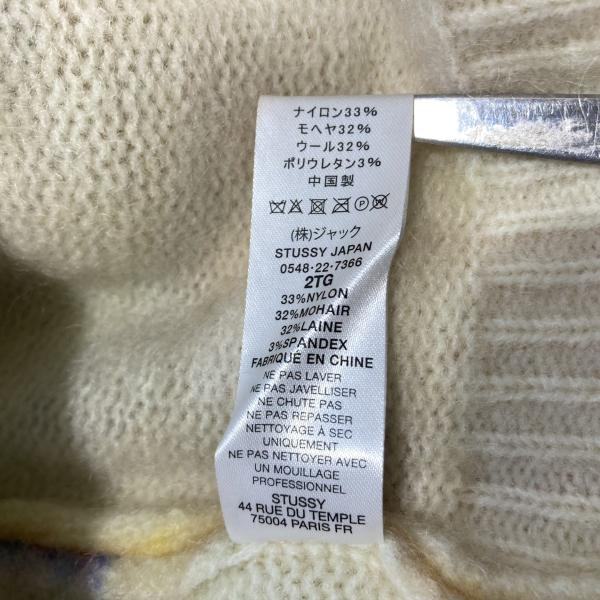 ナイロン33%
モヘヤ32%
ウール32%
ポリウレタン3%
中国製
P
(株)ジャック
STUSSY JAPAN
0548-22-7366
2TG
33%NYLON
32%MOHAIR
32%LAINE
3%SPANDEX
FABRIQUÉ EN CHINE
NE PAS LAVER
NE PAS JAVELLISER
NE CHUTE PAS
NE PAS REPASSER
NETTOYAGE À SEC
UNIQUEMENT
NE PAS NETTOYER AVEC
UN MOUILLAGE
PROFESSIONNEL
STUSSY
44 RUE DU TEMPLE
75004 PARIS FR